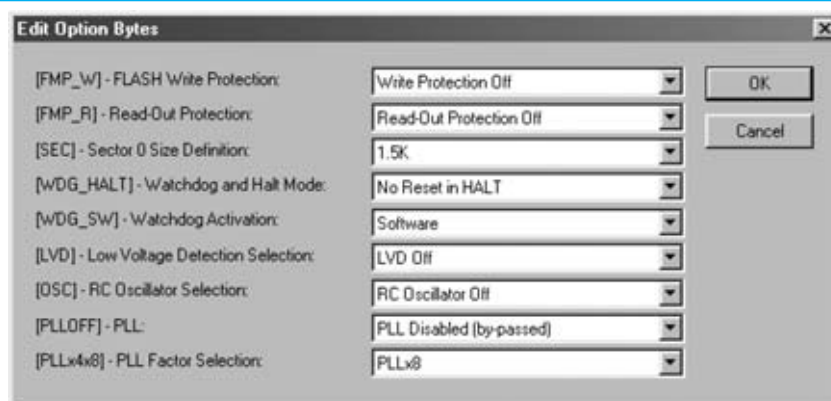 Edit Option Bytes
[FMP_W] - FLASH Write Protection: Write Protection Off OK
[FMP_R] - Read-Out Protection: Read-Out Protection Off
Cancel
[SEC] - Sector 0 Size Definition: 1.5K
[WDG_HALT] - Watchdog and Halt Mode: No Reset in HALT
[WDG_SW] - Watchdog Activation: Software
[LVD] - Low Voltage Detection Selection: LVD Off
[OSC] - RC Oscillator Selection: RC Oscillator Off
[PLLOFF] - PLL: PLL Disabled (by-passed)
[PLLx4x8] - PLL Factor Selection: PLLx8